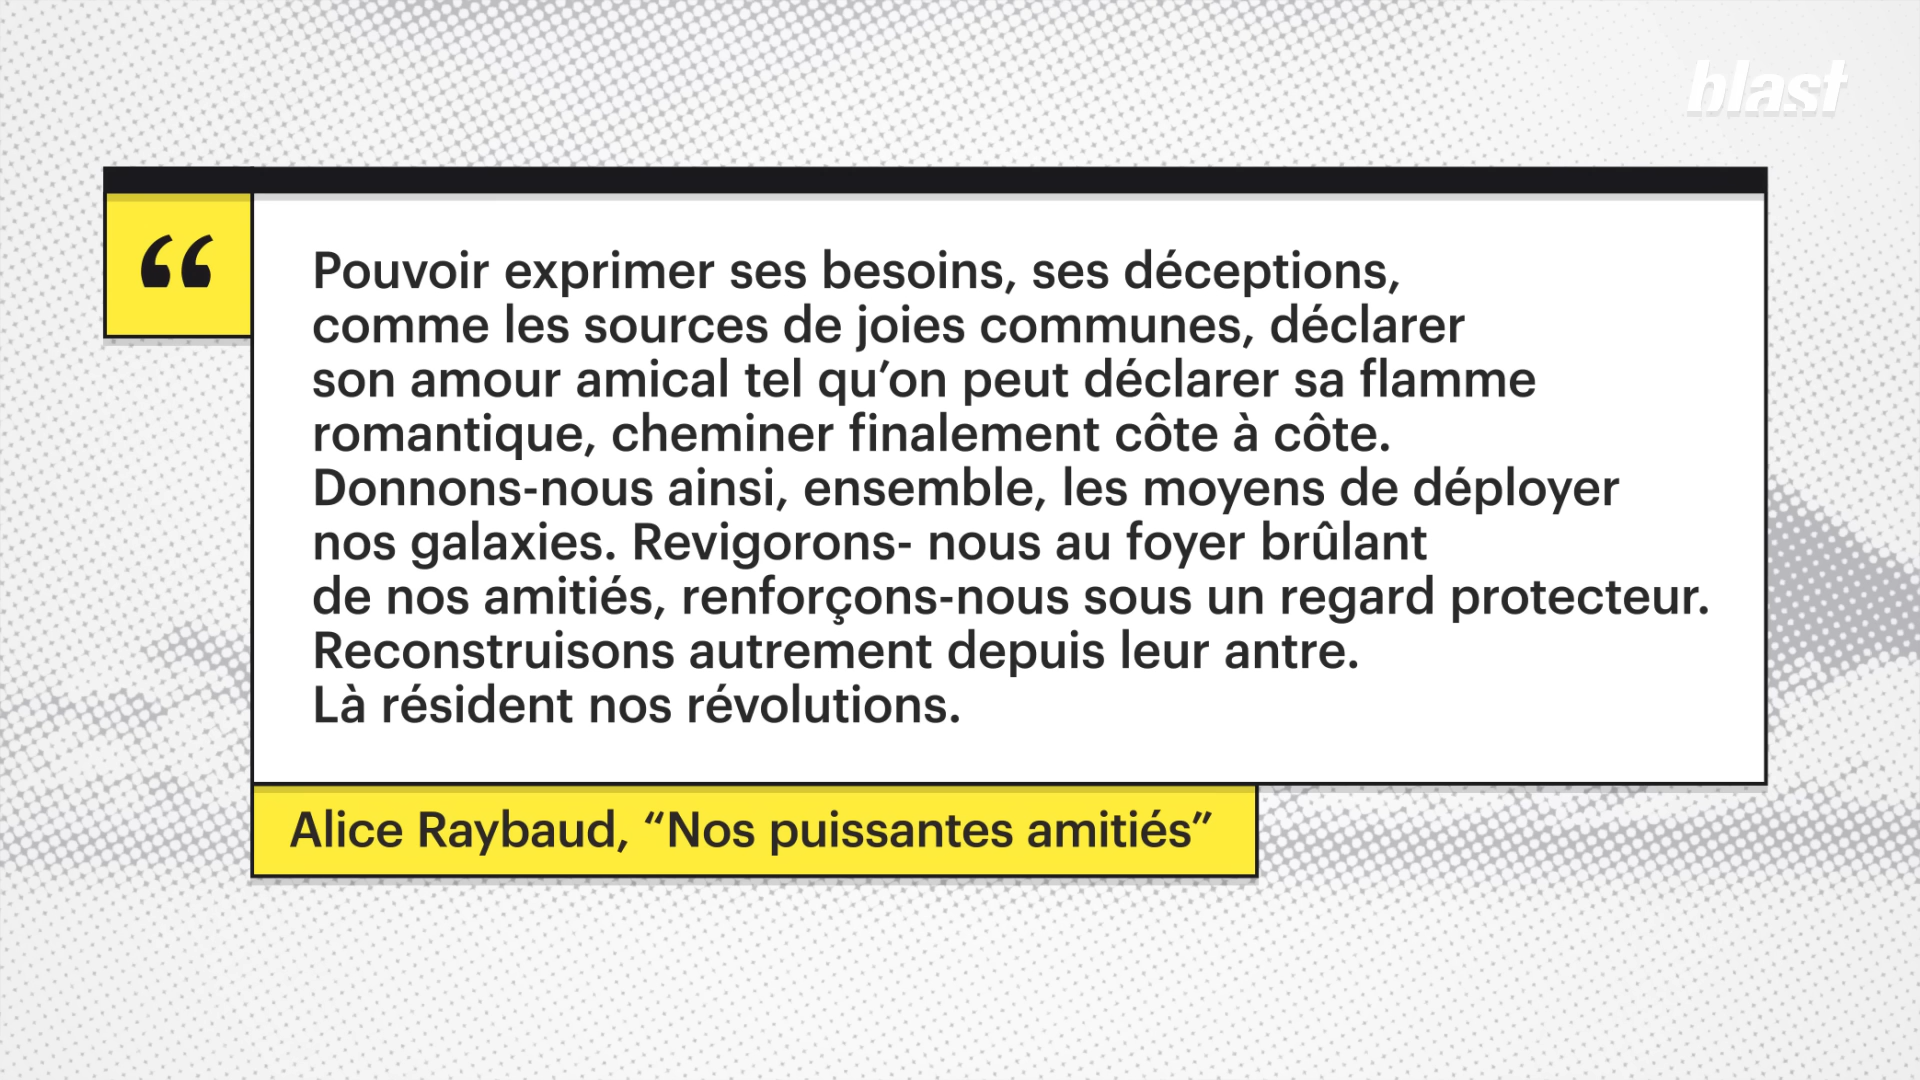 blast
“
Pouvoir exprimer ses besoins, ses déceptions,
comme les sources de joies communes, déclarer
son amour amical tel qu’on peut déclarer sa flamme
romantique, cheminer finalement côte à côte.
Donnons-nous ainsi, ensemble, les moyens de déployer
nos galaxies. Revigorons- nous au foyer brûlant
de nos amitiés, renforçons-nous sous un regard protecteur.
Reconstruisons autrement depuis leur antre.
Là résident nos révolutions.
Alice Raybaud, “Nos puissantes amitiés”